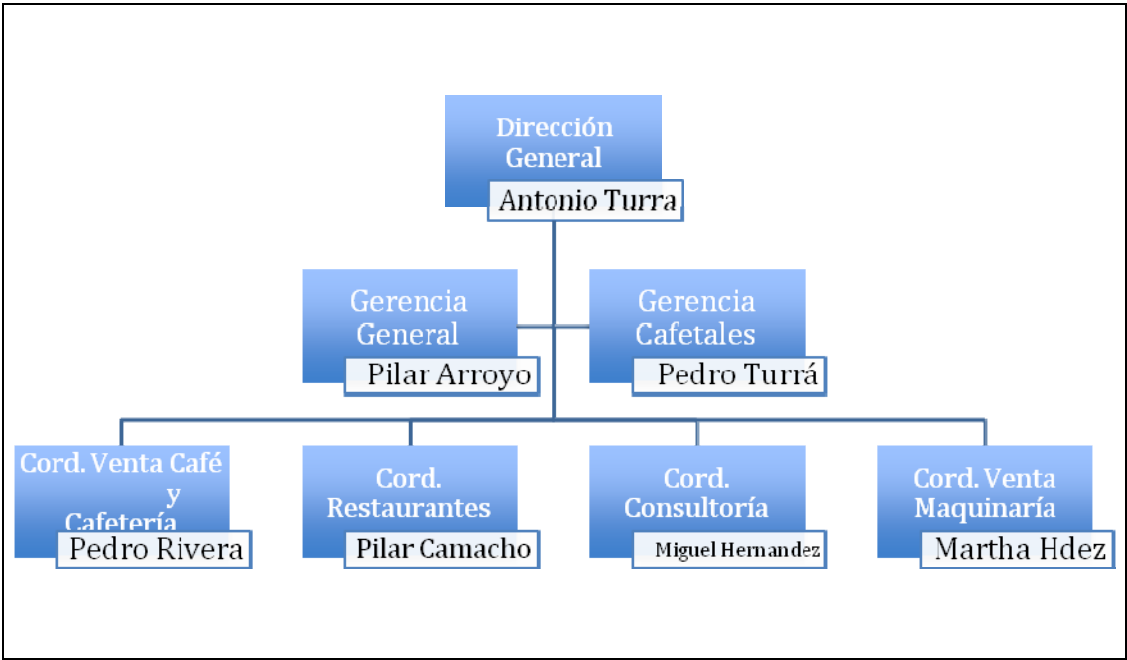 Dirección
General
Antonio Turra
Gerencia
General
Pilar Arroyo
Gerencia
Cafetales
Pedro Turrá
Cord. Venta Café
y
Cafetería
Pedro Rivera
Cord.
Restaurantes
Pilar Camacho
Cord.
Consultoría
Miguel Hernandez
Cord. Venta
Maquinaría
Martha Hdez